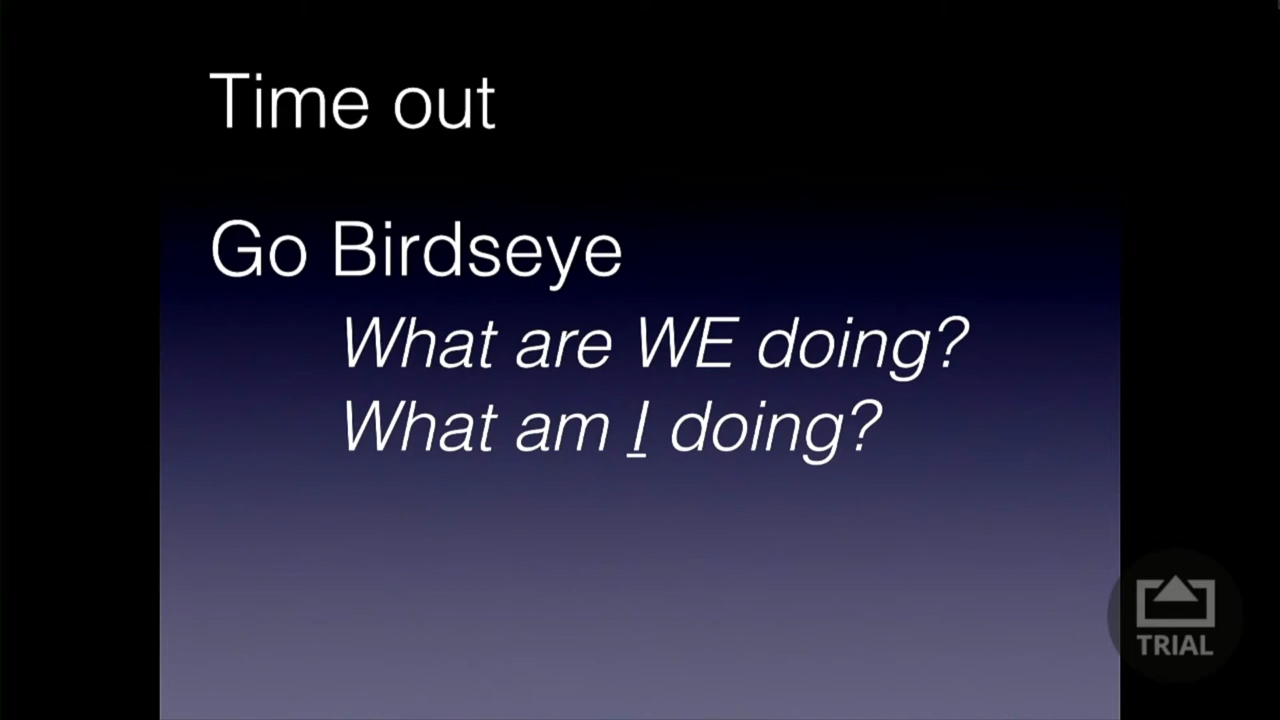 Time out
Go Birdseye
What are WE doing?
What am I doing?
TRIAL